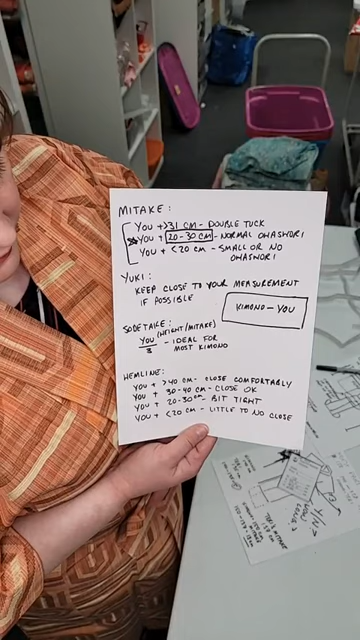 MITAKE:
YOU + >31 CM - DOUBLE TUCK
YOU + 20-30 CM - NORMAL OHASHORI
YOU + <20 CM - SMALL OR NO
OHASHORI
YUKI:
KEEP CLOSE TO YOUR MEASUREMENT
IF POSSIBLE
KIMONO - YOU
SODETAKE: (HEIGHT/MITAKE)
YOU/3 - IDEAL FOR
MOST KIMONO
HEMLINE:
YOU + >40 CM - CLOSE COMFORTABLY
YOU + 30-40 CM - CLOSE OK
YOU + 20-30CM - BIT TIGHT
YOU + <20 CM - LITTLE TO NO CLOSE